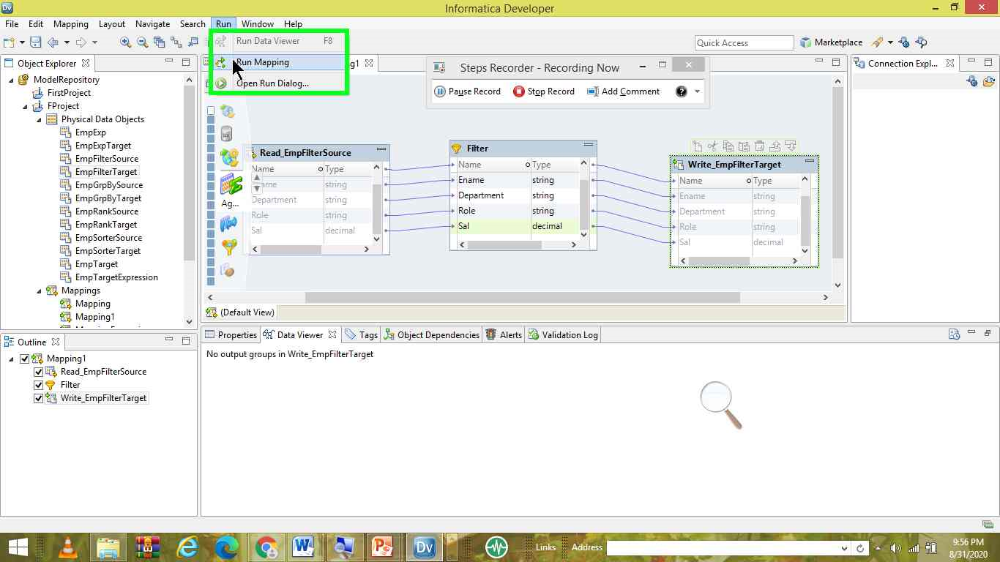 Dv
Informatica Developer
File Edit Mapping Layout Navigate Search Run Window Help
Quick Access
Marketplace
Run Data Viewer F8
Run Mapping
Open Run Dialog...
Object Explorer
ModelRepository
FirstProject
FProject
Physical Data Objects
EmpExp
EmpExpTarget
EmpFilterSource
EmpFilterTarget
EmpGrpBySource
EmpGrpByTarget
EmpRankSource
EmpRankTarget
EmpSorterSource
EmpSorterTarget
EmpTarget
EmpTargetExpression
Mappings
Mapping
Mapping1
g1
Steps Recorder - Recording Now
Pause Record Stop Record Add Comment
Connection Expl...
Ag...
Read_EmpFilterSource
Name Type
ame string
Department string
Role string
Sal decimal
Filter
Name Type
Ename string
Department string
Role string
Sal decimal
Write_EmpFilterTarget
Name Type
Ename string
Department string
Role string
Sal decimal
(Default View)
Outline
Mapping1
Read_EmpFilterSource
Filter
Write_EmpFilterTarget
Properties Data Viewer Tags Object Dependencies Alerts Validation Log
No output groups in Write_EmpFilterTarget
Dv
Links Address
9:56 PM
8/31/2020